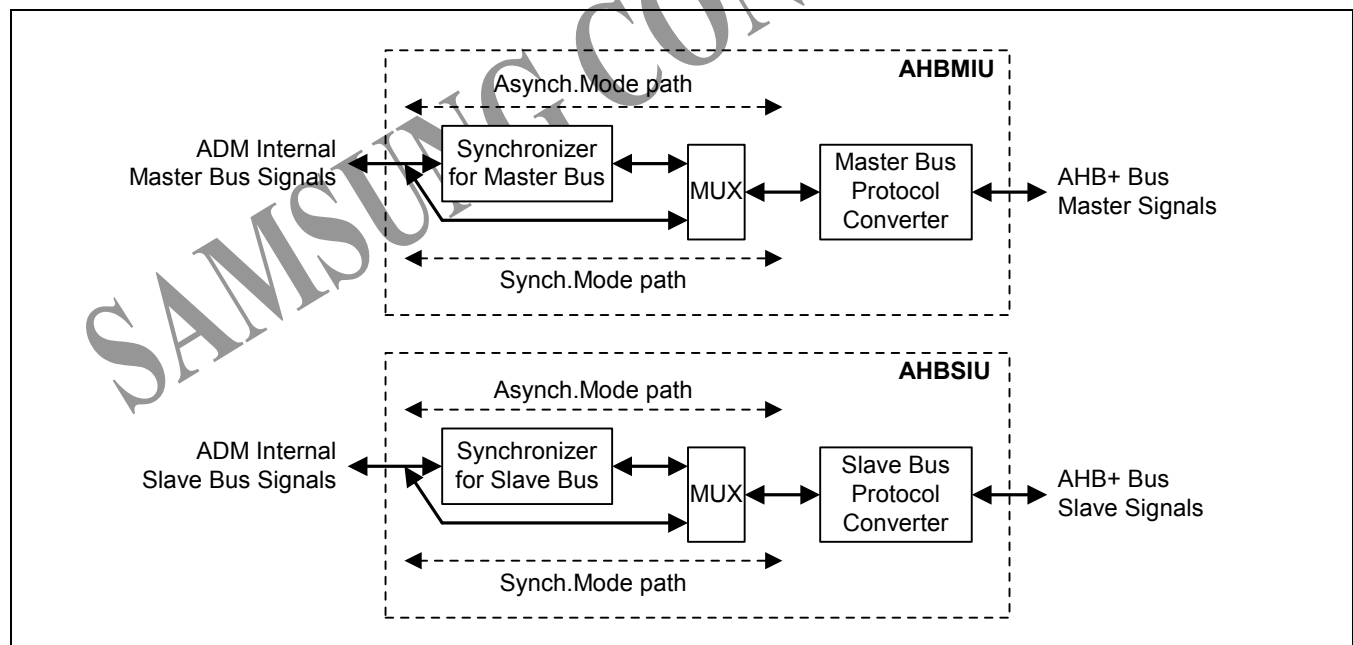 SAMSUNG CON
AHBMIU
Asynch.Mode path
ADM Internal
Master Bus Signals
Synchronizer
for Master Bus
MUX
Master Bus
Protocol
Converter
AHB+ Bus
Master Signals
Synch.Mode path
AHBSIU
Asynch.Mode path
ADM Internal
Slave Bus Signals
Synchronizer
for Slave Bus
MUX
Slave Bus
Protocol
Converter
AHB+ Bus
Slave Signals
Synch.Mode path